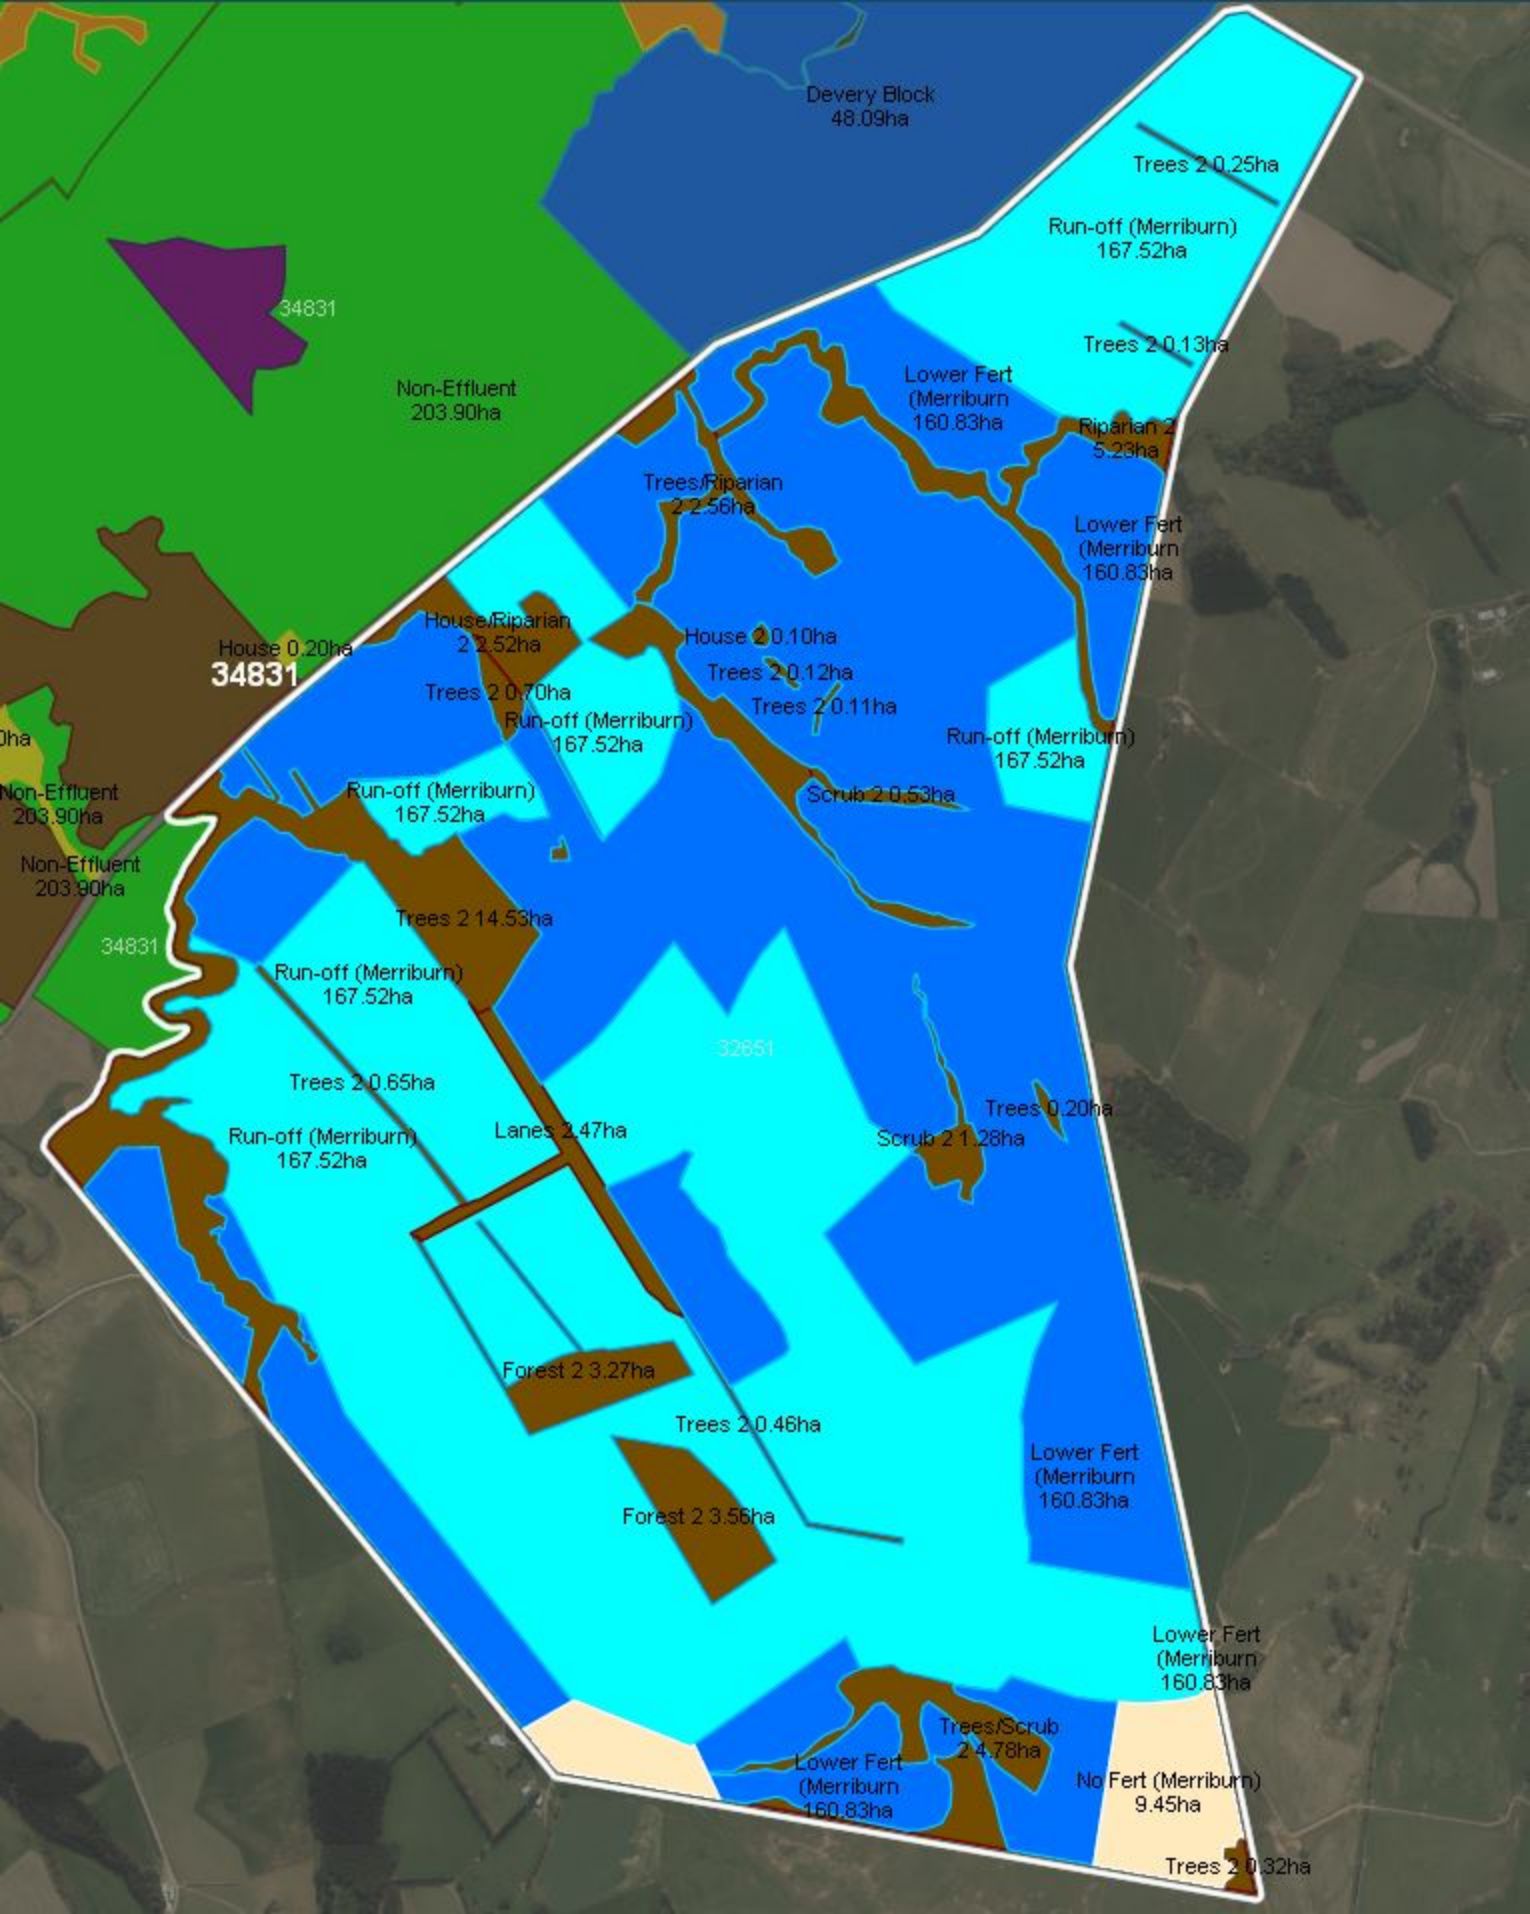 Devery Block
48.09ha
Trees 2 0.25ha
Run-off (Merriburn)
167.52ha
34831
Trees 2 0.13ha
Non-Effluent
203.90ha
Lower Fert
(Merriburn
160.83ha
Riparian 2
5.23ha
Trees/Riparian
2 2.56ha
Lower Fert
(Merriburn
160.83ha
House/Riparian
2 2.52ha
House 2 0.10ha
House 0.20ha
34831
Trees 2 0.12ha
Trees 2 0.70ha
Trees 2 0.11ha
Run-off (Merriburn)
167.52ha
Run-off (Merriburn)
167.52ha
0ha
Run-off (Merriburn)
167.52ha
Scrub 2 0.53ha
Non-Effluent
203.90ha
Non-Effluent
203.90ha
Trees 2 14.53ha
34831
Run-off (Merriburn)
167.52ha
32651
Trees 2 0.65ha
Trees 0.20ha
Lanes 2.47ha
Scrub 2 1.28ha
Run-off (Merriburn)
167.52ha
Forest 2 3.27ha
Trees 2 0.46ha
Lower Fert
(Merriburn
160.83ha
Forest 2 3.56ha
Lower Fert
(Merriburn
160.83ha
Trees/Scrub
2 4.78ha
Lower Fert
(Merriburn
160.83ha
No Fert (Merriburn)
9.45ha
Trees 2 0.32ha